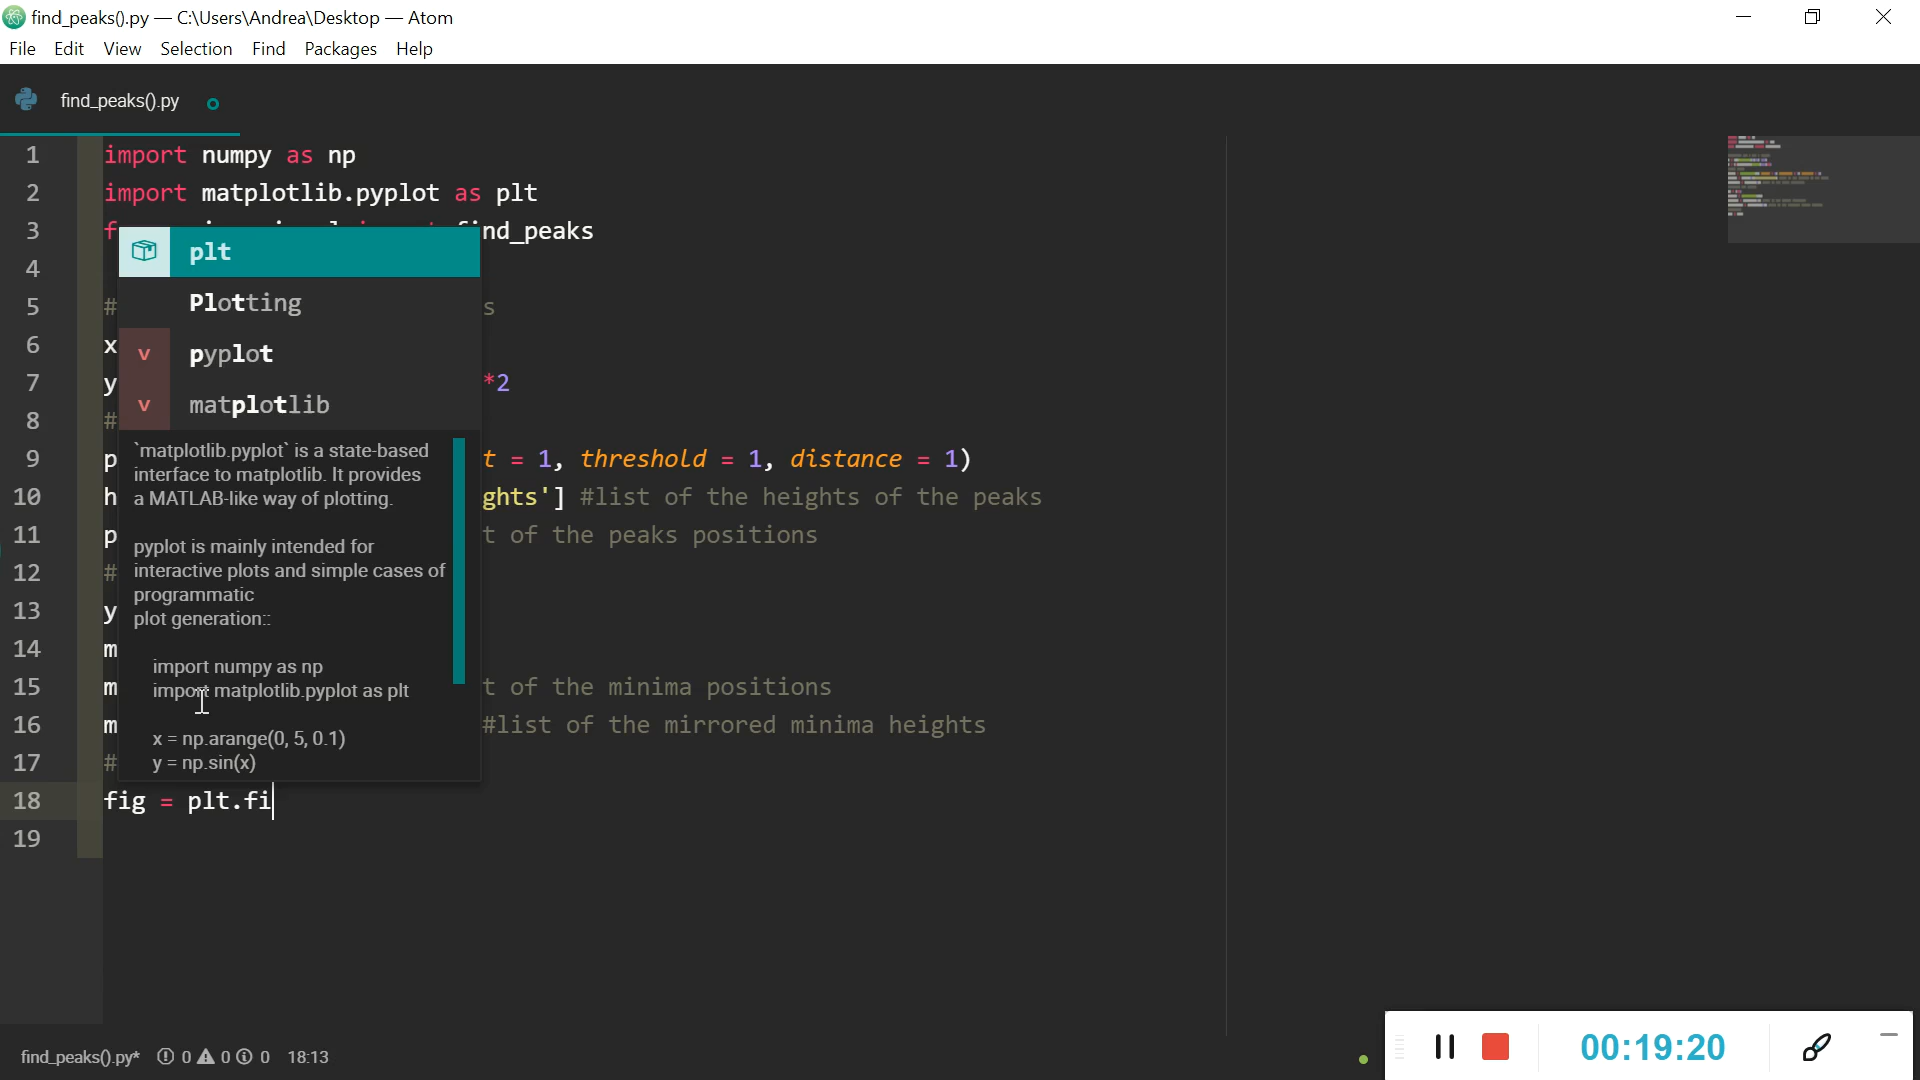 find_peaks().py — C:\Users\Andrea\Desktop — Atom
File Edit View Selection Find Packages Help
find_peaks().py
1 import numpy as np
2 import matplotlib.pyplot as plt
3 f nd_peaks
4
5 # s
6 x
7 y *2
8 #
9 p t = 1, threshold = 1, distance = 1)
10 h ghts'] #list of the heights of the peaks
11 p t of the peaks positions
12 #
13 y
14 m
15 m t of the minima positions
16 m #list of the mirrored minima heights
17 #
18 fig = plt.fi
19
plt
Plotting
v pyplot
v matplotlib
`matplotlib.pyplot` is a state-based
interface to matplotlib. It provides
a MATLAB-like way of plotting.
pyplot is mainly intended for
interactive plots and simple cases of
programmatic
plot generation::
import numpy as np
import matplotlib.pyplot as plt
x = np.arange(0, 5, 0.1)
y = np.sin(x)
find_peaks().py* 0 0 0 18:13
00:19:20